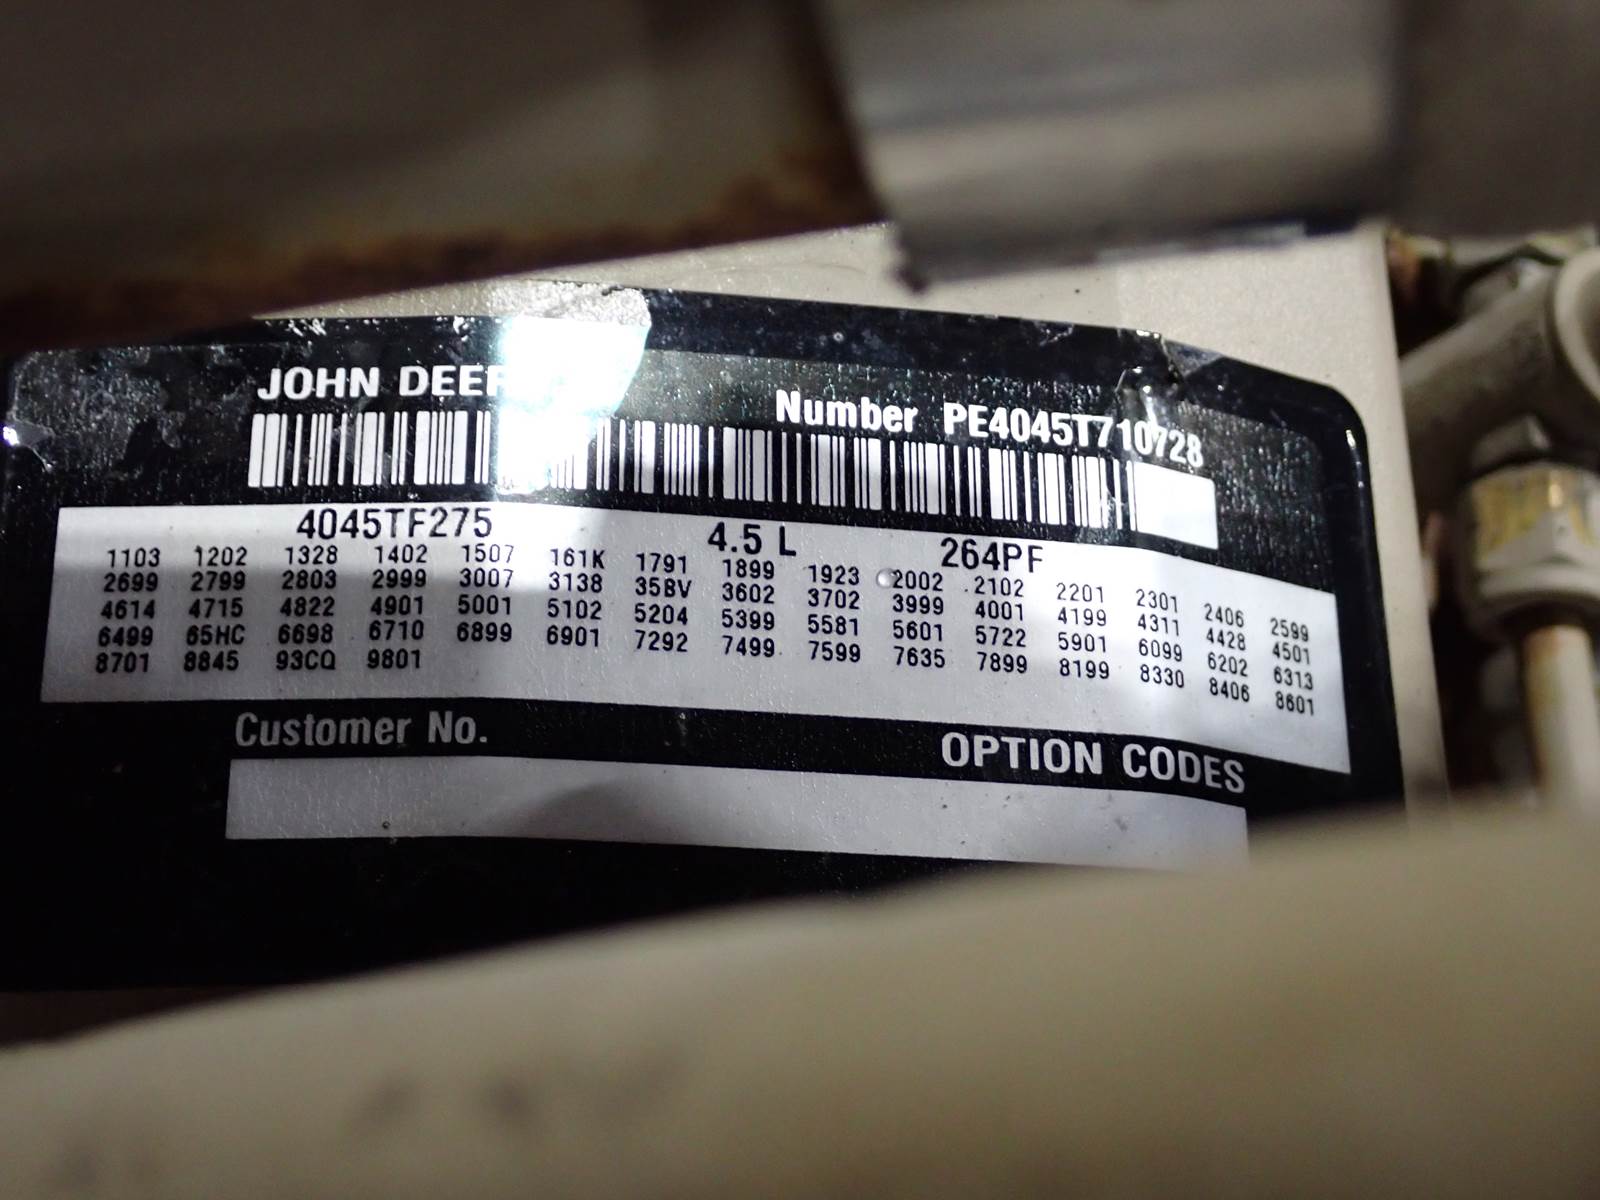 JOHN DEERE
Number PE4045T710728
4045TF275 4.5 L 264PF
1103 1202 1328 1402 1507 161K 1791 1899 1923 2002 2102 2201 2301 2406 2599
2699 2799 2803 2999 3007 3138 35BV 3602 3702 3999 4001 4199 4311 4428 4501
4614 4715 4822 4901 5001 5102 5204 5399 5581 5601 5722 5901 6099 6202 6313
6499 65HC 6698 6710 6899 6901 7292 7499 7599 7635 7899 8199 8330 8406 8601
8701 8845 93CQ 9801
Customer No. OPTION CODES